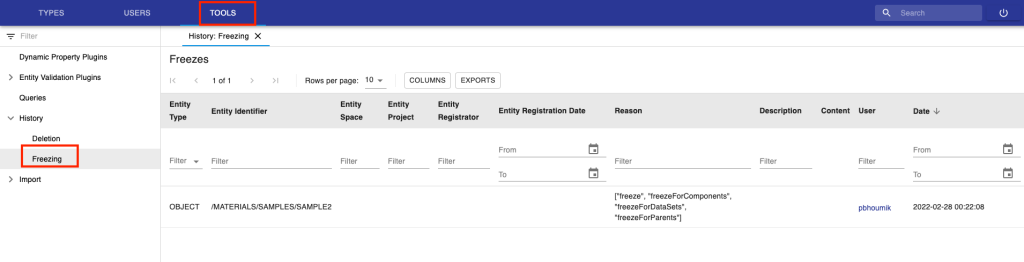 TYPES USERS TOOLS Search
Filter
History: Freezing
Dynamic Property Plugins
Entity Validation Plugins
Queries
History
Deletion
Freezing
Import
Freezes
1 of 1 Rows per page: 10 COLUMNS EXPORTS
Entity Type Entity Identifier Entity Space Entity Project Entity Registrator Entity Registration Date Reason Description Content User Date
Filter Filter Filter Filter Filter From Filter Filter Filter From
To To
OBJECT /MATERIALS/SAMPLES/SAMPLE2 ["freeze", "freezeForComponents",
"freezeForDataSets",
"freezeForParents"] pbhoumik 2022-02-28 00:22:08